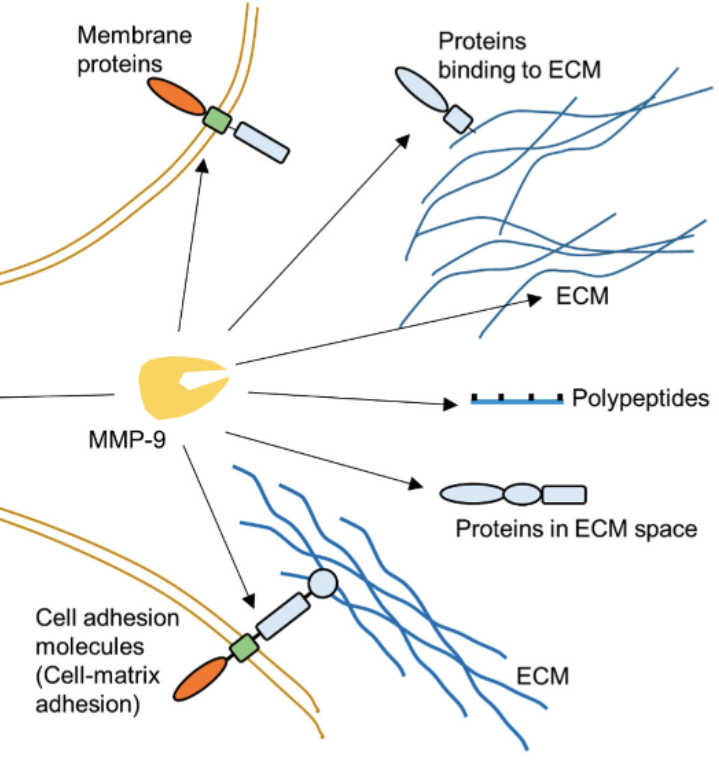 Membrane
proteins
Proteins
binding to ECM
ECM
Polypeptides
MMP-9
Proteins in ECM space
Cell adhesion
molecules
(Cell-matrix
adhesion)
ECM